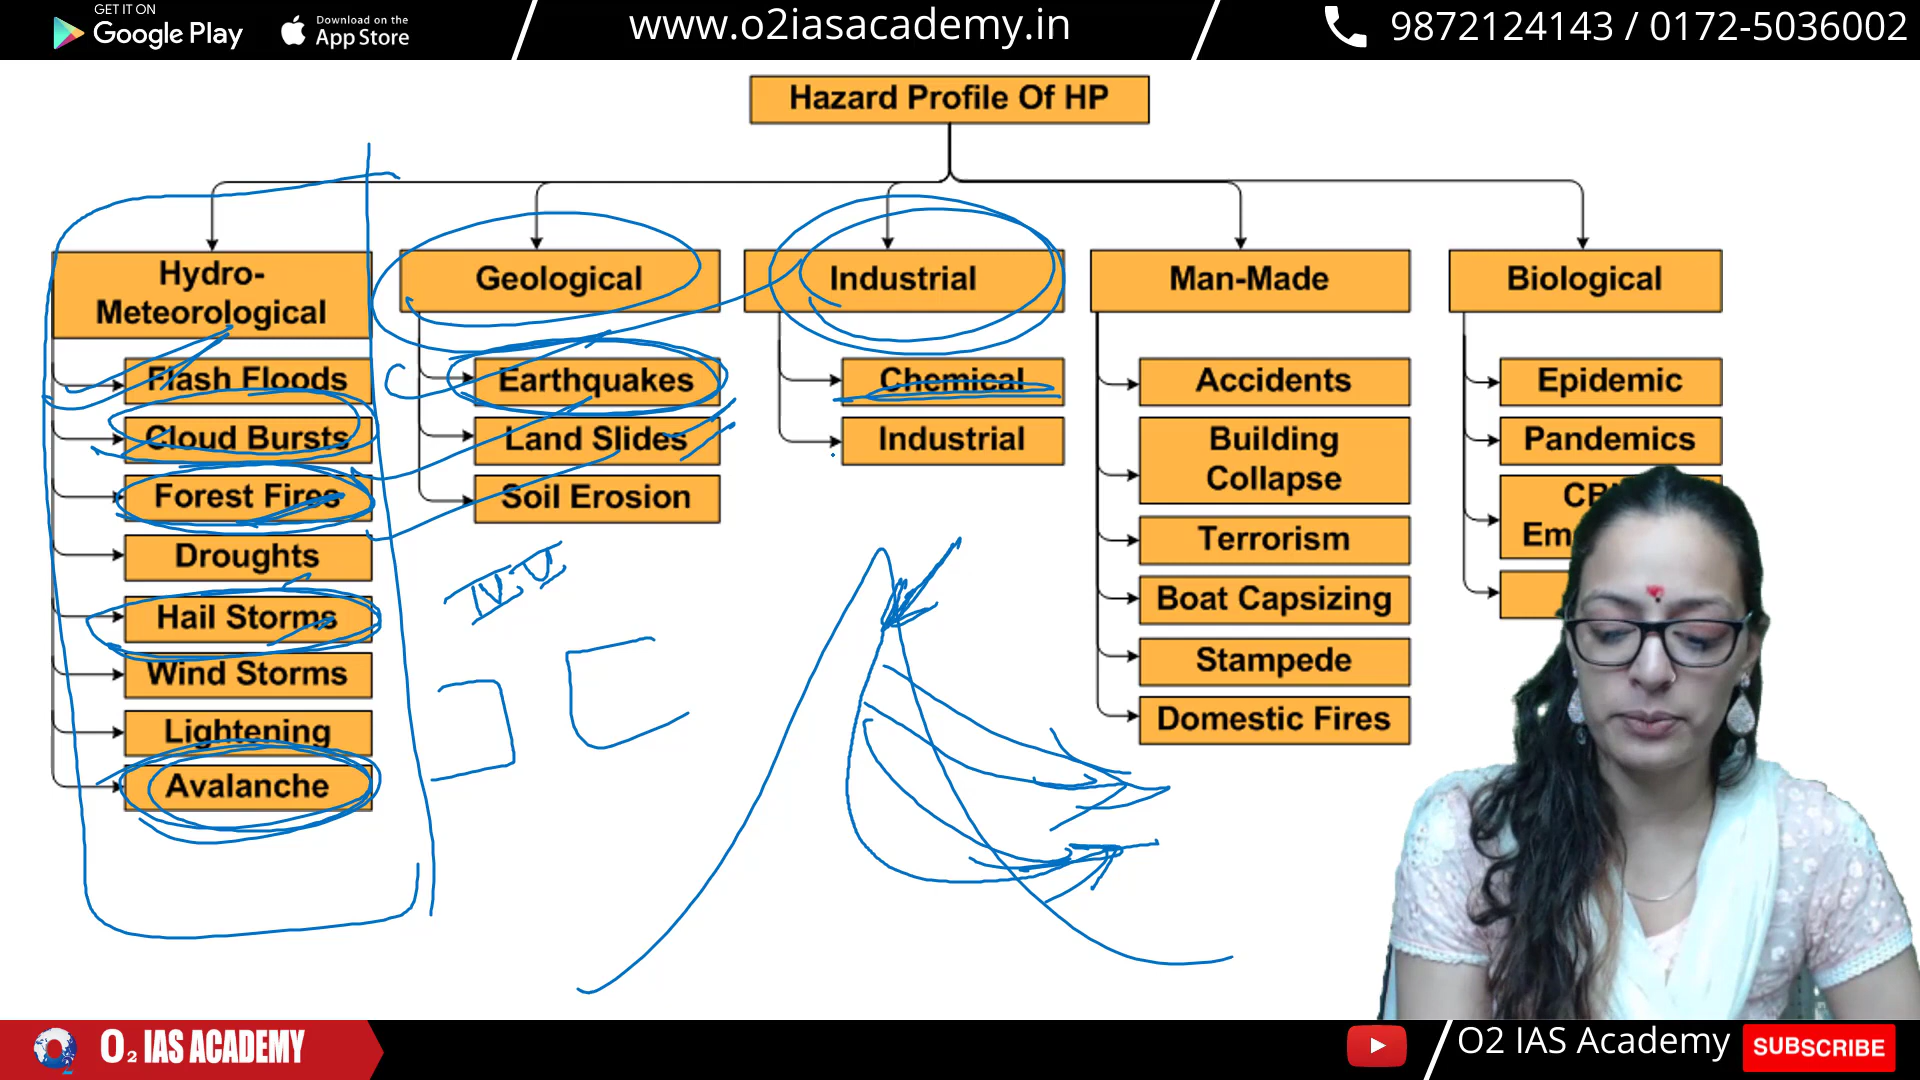 GET IT ON
Google Play
Download on the
App Store
www.o2iasacademy.in
9872124143 / 0172-5036002
Hazard Profile Of HP
Hydro-
Meteorological
Flash Floods
Cloud Bursts
Forest Fires
Droughts
Hail Storms
Wind Storms
Lightening
Avalanche
Geological
Earthquakes
Land Slides
Soil Erosion
IV, V
Industrial
Chemical
Industrial
Man-Made
Accidents
Building
Collapse
Terrorism
Boat Capsizing
Stampede
Domestic Fires
Biological
Epidemic
Pandemics
O2 IAS ACADEMY
O2 IAS Academy
SUBSCRIBE